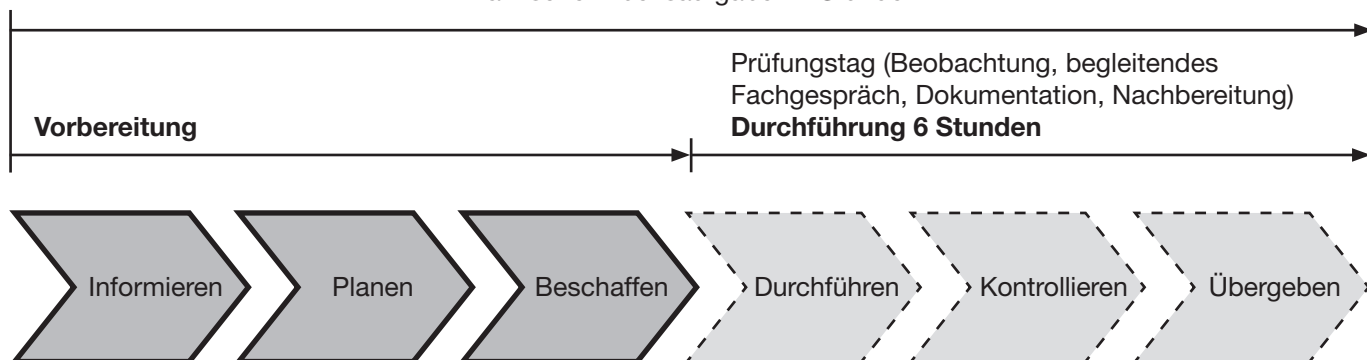 Prüfungstag (Beobachtung, begleitendes
Fachgespräch, Dokumentation, Nachbereitung)
Vorbereitung
Durchführung 6 Stunden
Informieren
Planen
Beschaffen
Durchführen
Kontrollieren
Übergeben